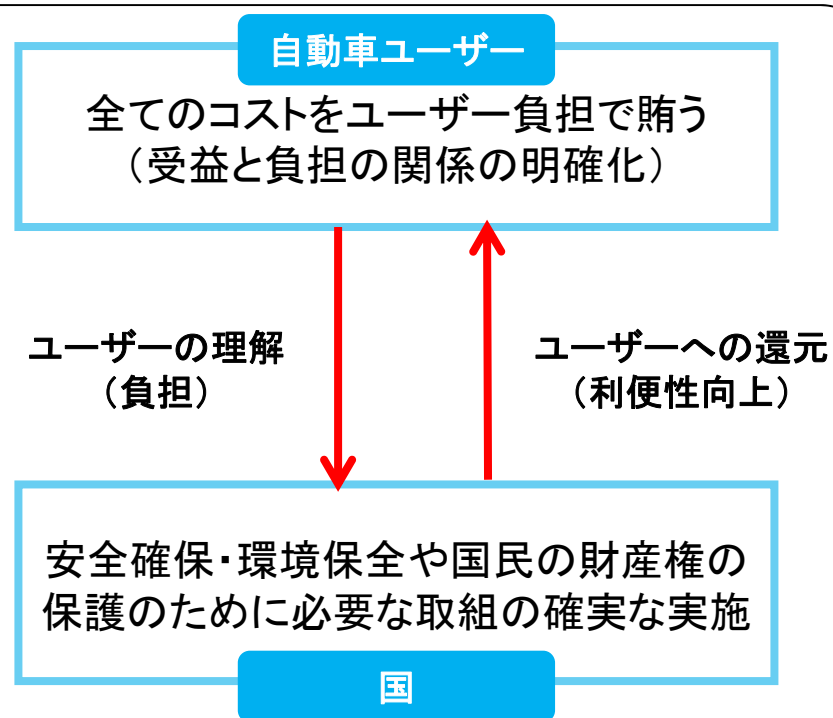 自動車ユーザー
全てのコストをユーザー負担で賄う
（受益と負担の関係の明確化）
ユーザーの理解
（負担）
ユーザーへの還元
（利便性向上）
安全確保・環境保全や国民の財産権の
保護のために必要な取組の確実な実施
国